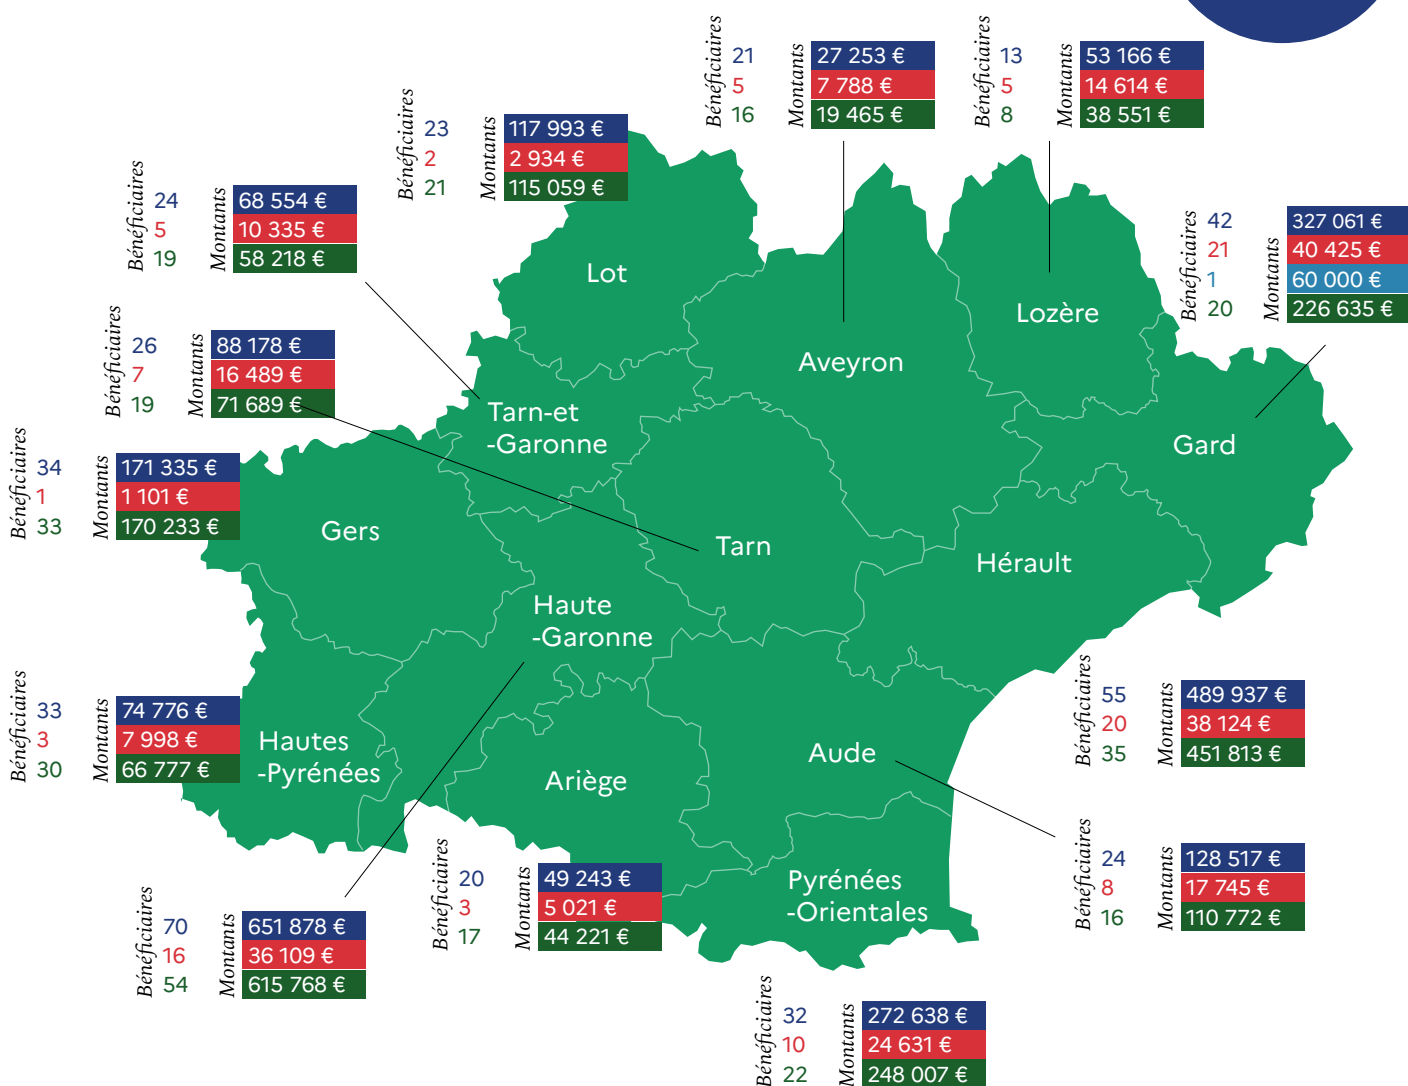 Bénéficiaires
21
5
16
Montants
27 253 €
7 788 €
19 465 €
Bénéficiaires
13
5
8
Montants
53 166 €
14 614 €
38 551 €
Bénéficiaires
23
2
21
Montants
117 993 €
2 934 €
115 059 €
Bénéficiaires
24
5
19
Montants
68 554 €
10 335 €
58 218 €
Bénéficiaires
42
21
1
20
Montants
327 061 €
40 425 €
60 000 €
226 635 €
Lot
Lozère
Aveyron
Bénéficiaires
26
7
19
Montants
88 178 €
16 489 €
71 689 €
Tarn-et
-Garonne
Gard
Bénéficiaires
34
1
33
Montants
171 335 €
1 101 €
170 233 €
Gers
Tarn
Hérault
Haute
-Garonne
Bénéficiaires
33
3
30
Montants
74 776 €
7 998 €
66 777 €
Hautes
-Pyrénées
Ariège
Aude
Bénéficiaires
55
20
35
Montants
489 937 €
38 124 €
451 813 €
Bénéficiaires
24
8
16
Montants
128 517 €
17 745 €
110 772 €
Bénéficiaires
20
3
17
Montants
49 243 €
5 021 €
44 221 €
Pyrénées
-Orientales
Bénéficiaires
70
16
54
Montants
651 878 €
36 109 €
615 768 €
Bénéficiaires
32
10
22
Montants
272 638 €
24 631 €
248 007 €